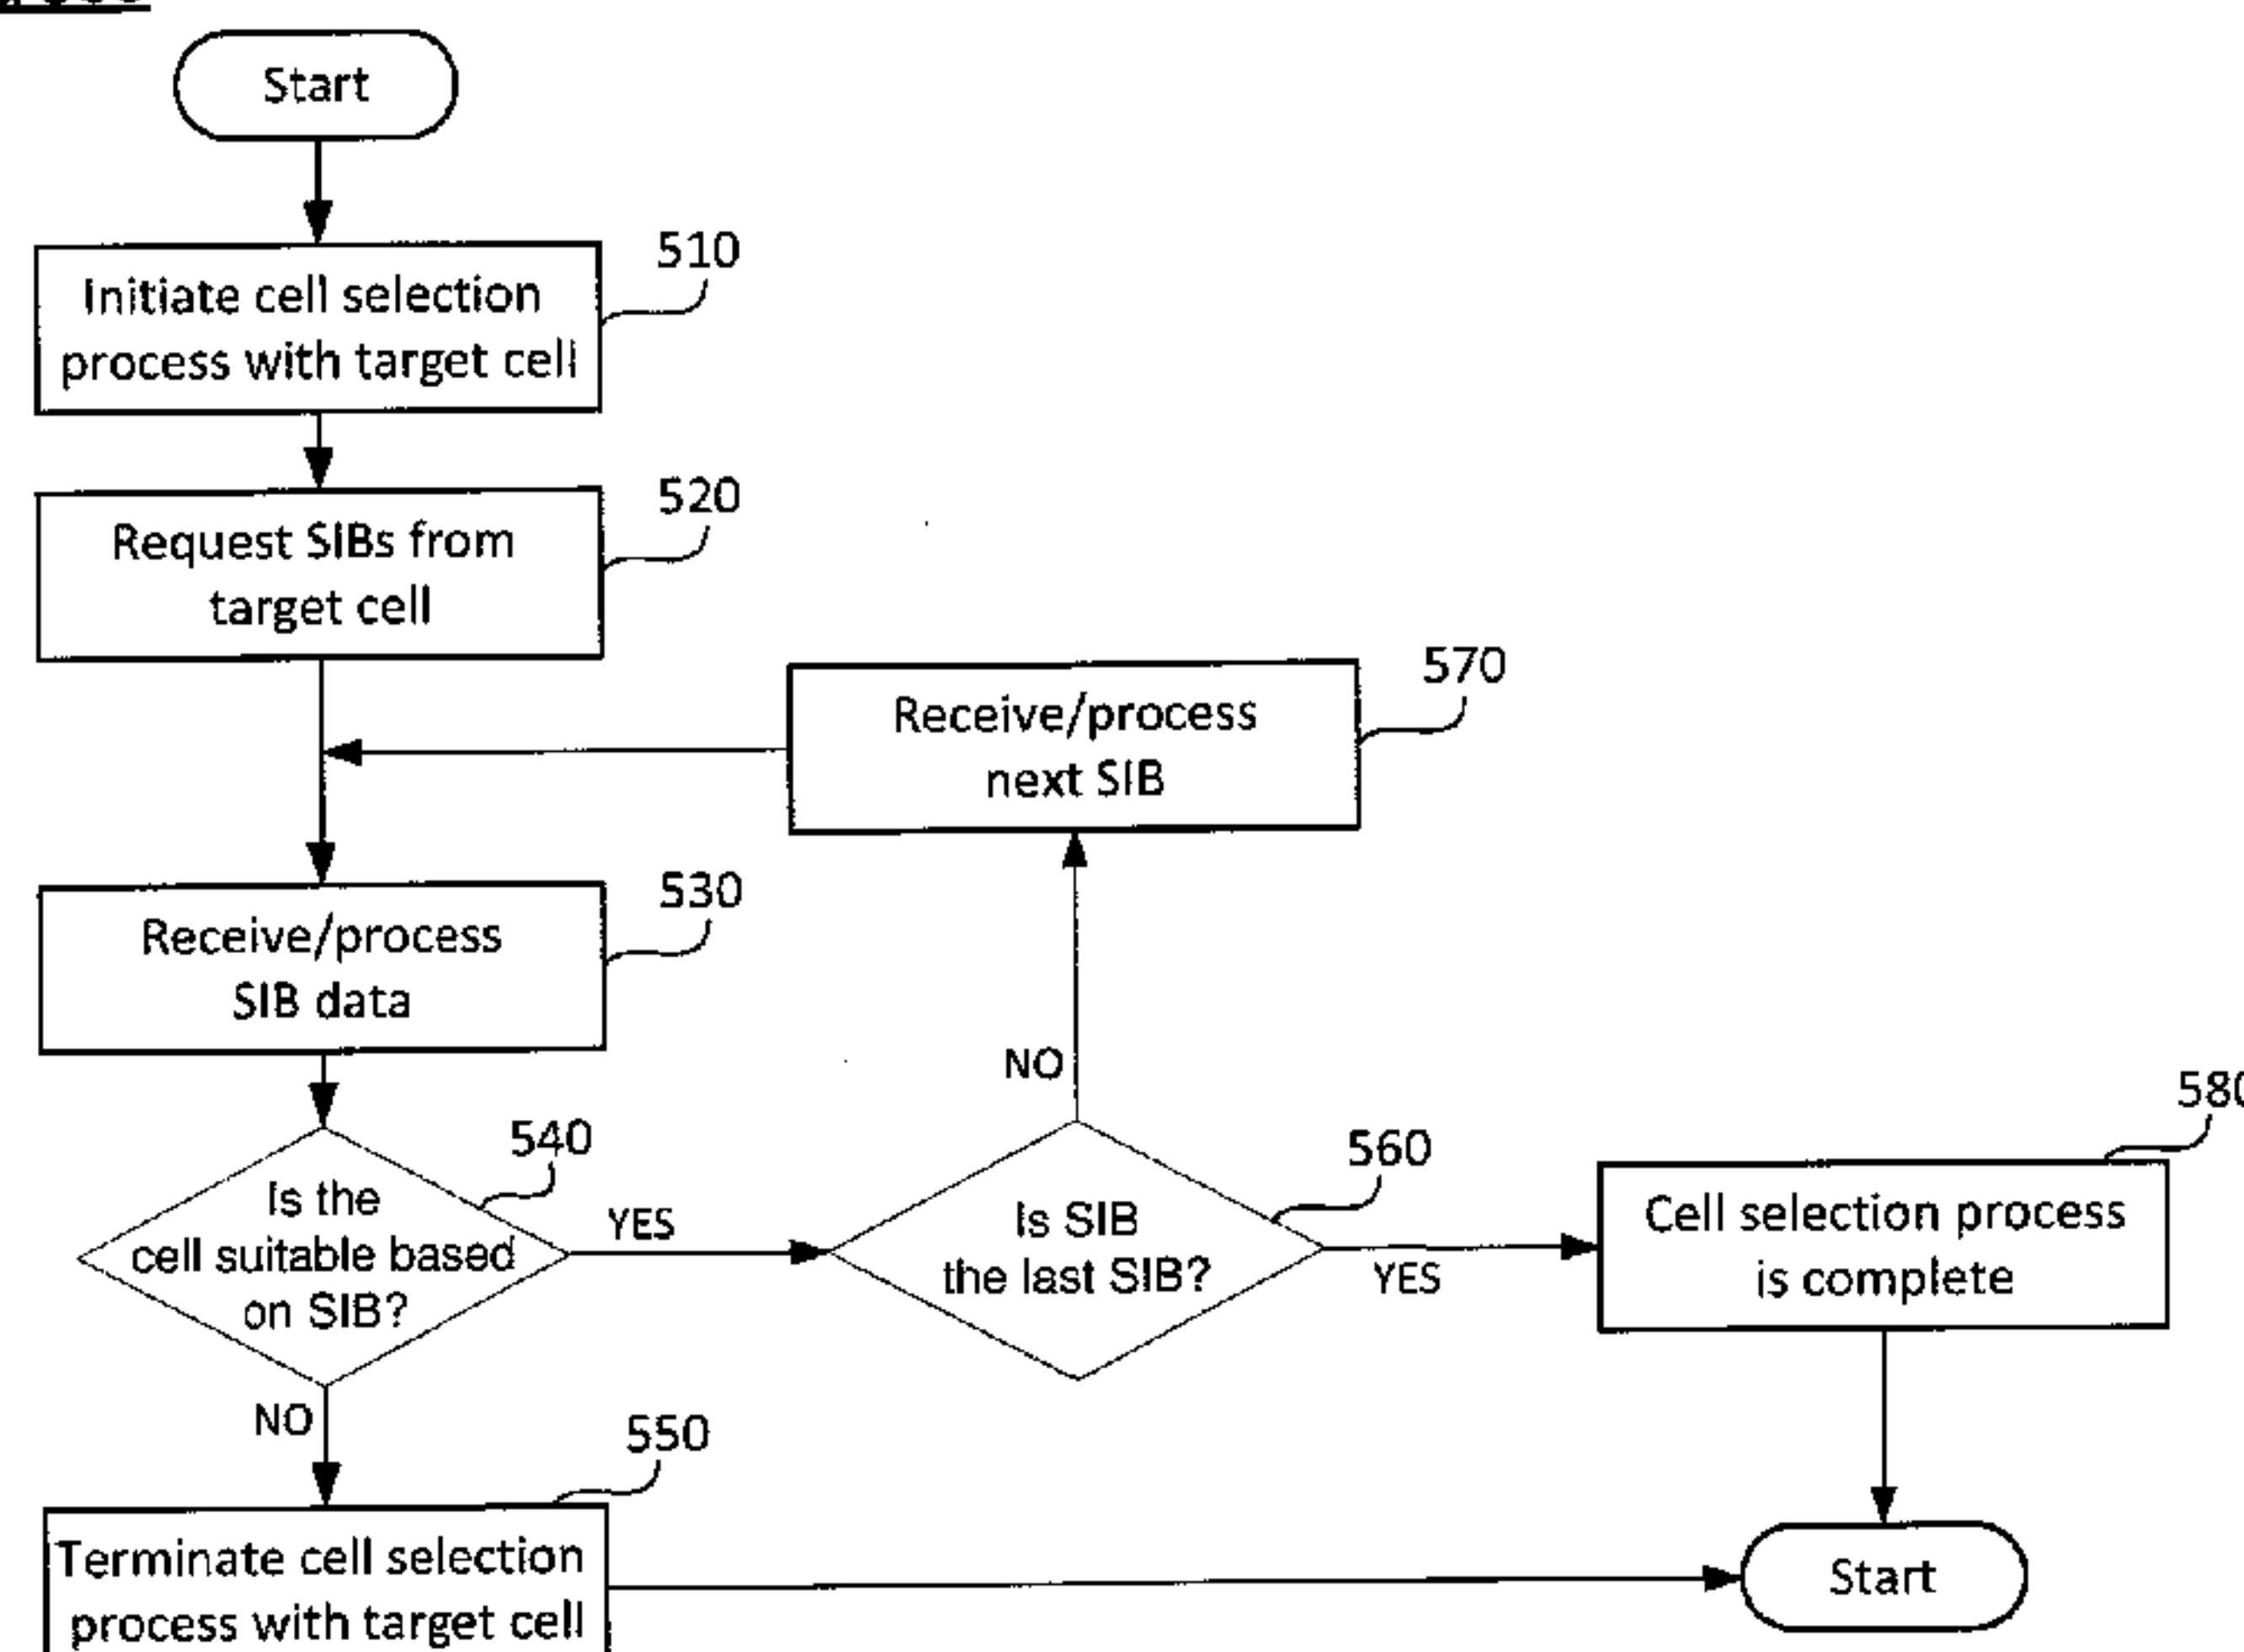 Start
510
Initiate cell selection
process with target cell
520
Request SIBs from
target cell
570
Receive/process
next SIB
530
Receive/process
SIB data
NO
580
540
Is the
cell suitable based
on SIB?
YES
560
Is SIB
the last SIB?
YES
Cell selection process
is complete
NO
550
Terminate cell selection
process with target cell
Start